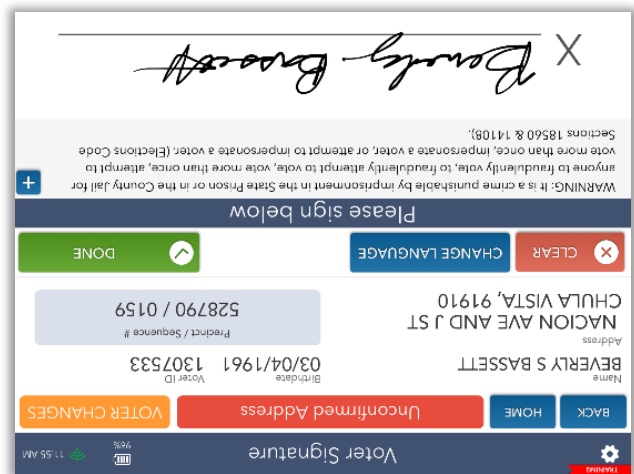 TRAINING
Voter Signature
96%
11:55 AM
BACK
HOME
Unconfirmed Address
VOTER CHANGES
Name
BEVERLY S BASSETT
Birthdate
03/04/1961
Voter ID
1307533
Address
NACION AVE AND J ST
CHULA VISTA, 91910
Precinct / Sequence #
528790 / 0159
CLEAR
CHANGE LANGUAGE
DONE
Please sign below
WARNING: It is a crime punishable by imprisonment in the State Prison or in the County Jail for
anyone to fraudulently vote, to fraudulently attempt to vote, vote more than once, attempt to
vote more than once, impersonate a voter, or attempt to impersonate a voter. (Elections Code
Sections 18560 & 14108).
+
X Beverly Bassett